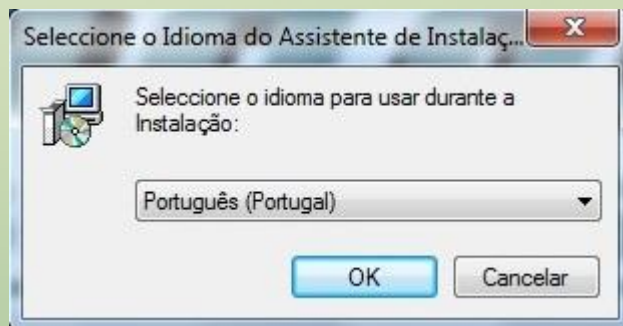 Seleccione o Idioma do Assistente de Instalaç...
Seleccione o idioma para usar durante a
Instalação:
Português (Portugal)
OK
Cancelar